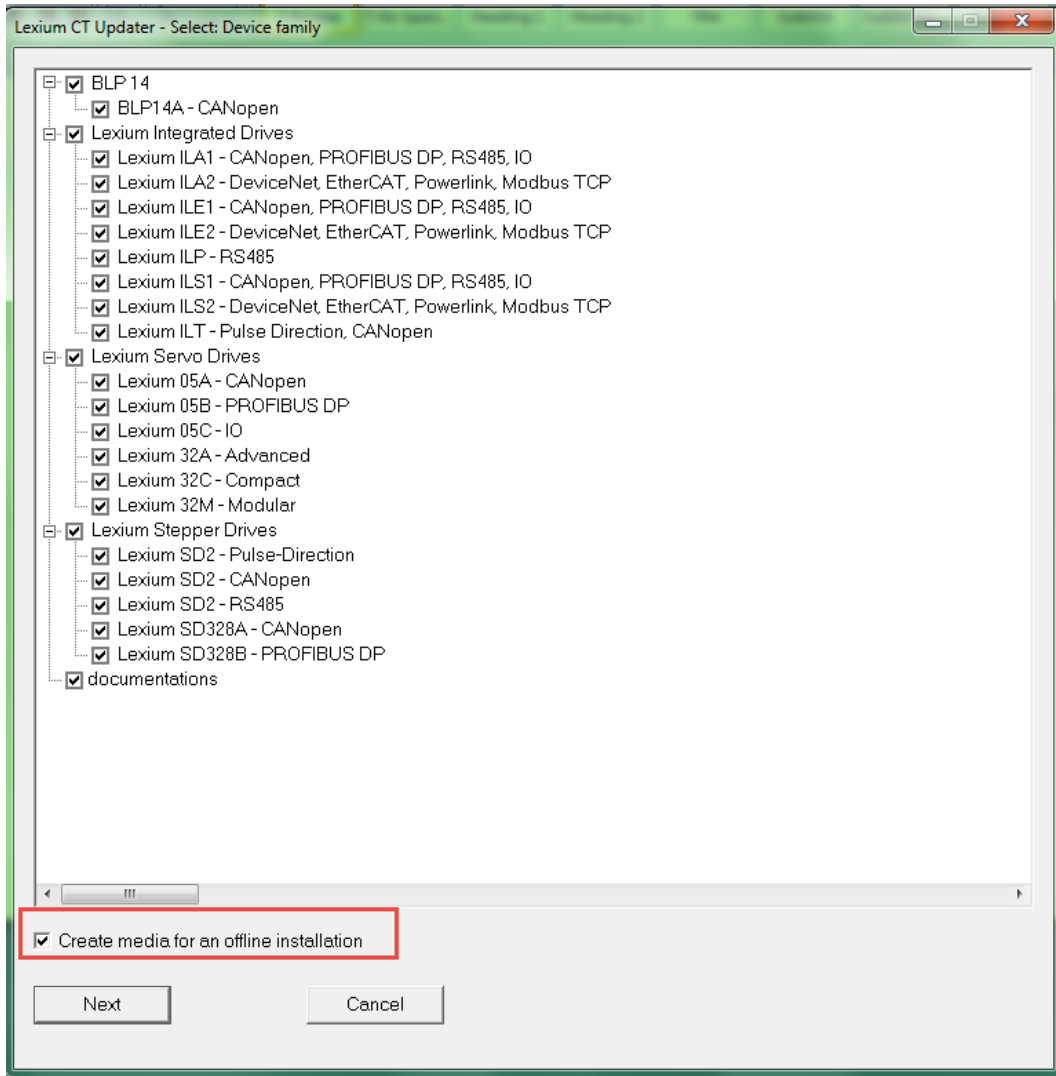 Lexium CT Updater - Select: Device family
BLP 14
BLP14A - CANopen
Lexium Integrated Drives
Lexium ILA1 - CANopen, PROFIBUS DP, RS485, IO
Lexium ILA2 - DeviceNet, EtherCAT, Powerlink, Modbus TCP
Lexium ILE1 - CANopen, PROFIBUS DP, RS485, IO
Lexium ILE2 - DeviceNet, EtherCAT, Powerlink, Modbus TCP
Lexium ILP - RS485
Lexium ILS1 - CANopen, PROFIBUS DP, RS485, IO
Lexium ILS2 - DeviceNet, EtherCAT, Powerlink, Modbus TCP
Lexium ILT - Pulse Direction, CANopen
Lexium Servo Drives
Lexium 05A - CANopen
Lexium 05B - PROFIBUS DP
Lexium 05C - IO
Lexium 32A - Advanced
Lexium 32C - Compact
Lexium 32M - Modular
Lexium Stepper Drives
Lexium SD2 - Pulse-Direction
Lexium SD2 - CANopen
Lexium SD2 - RS485
Lexium SD328A - CANopen
Lexium SD328B - PROFIBUS DP
documentations
Create media for an offline installation
Next Cancel